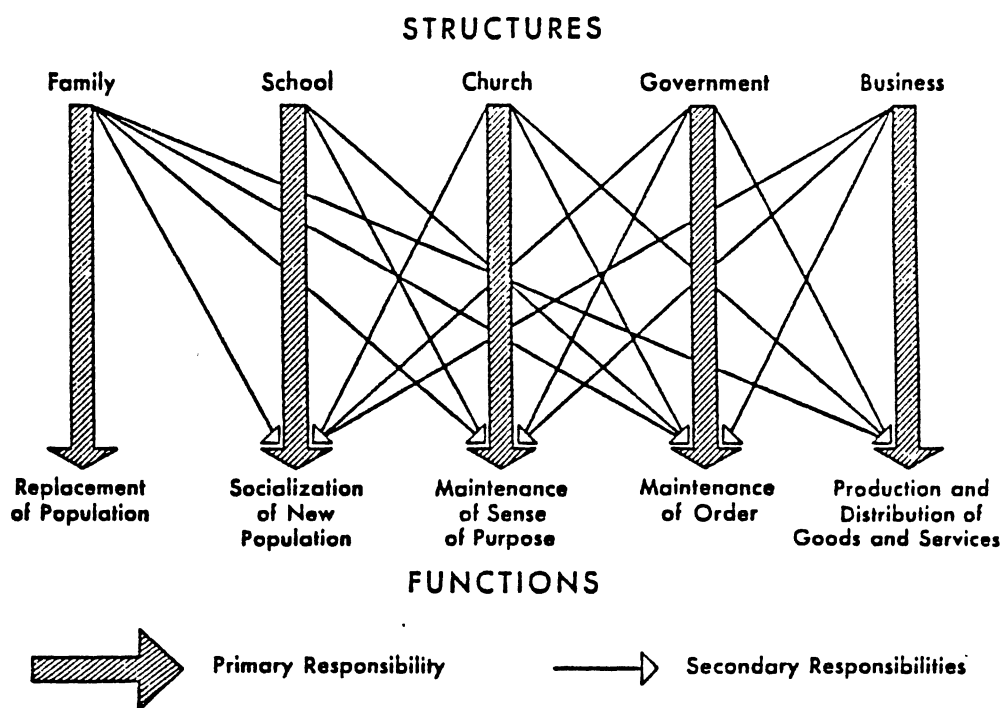 STRUCTURES
Family School Church Government Business
Replacement
of Population
Socialization
of New
Population
Maintenance
of Sense
of Purpose
Maintenance
of Order
Production and
Distribution of
Goods and Services
FUNCTIONS
Primary Responsibility
Secondary Responsibilities